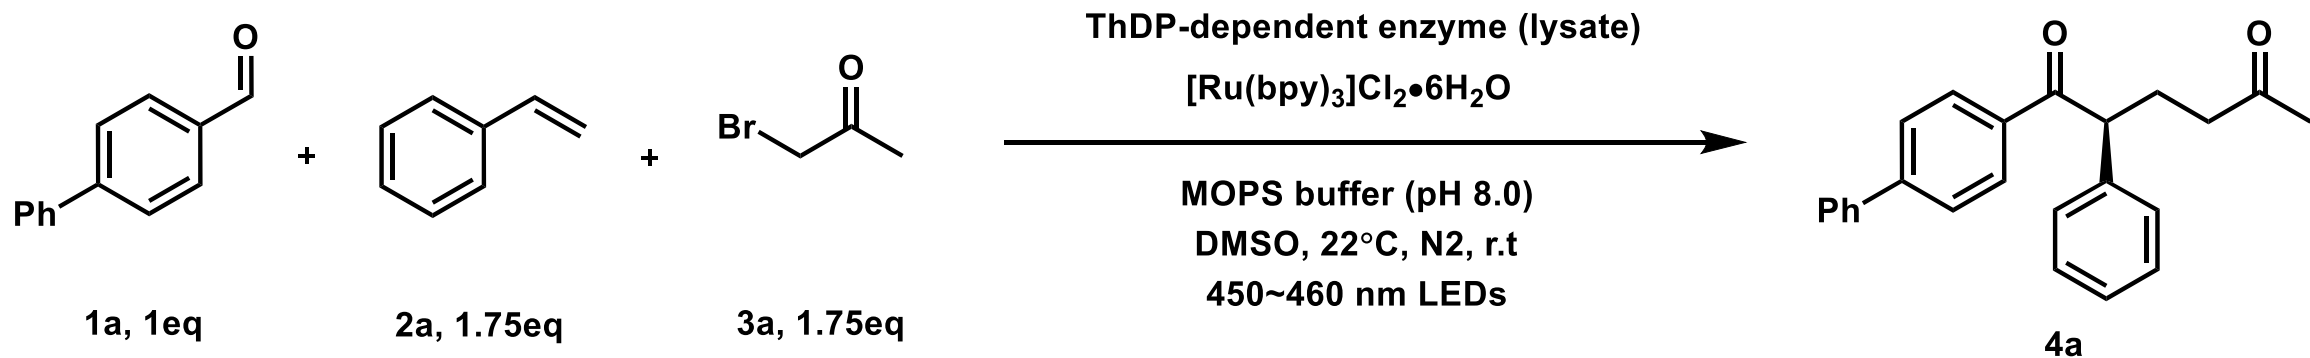 ThDP-dependent enzyme (lysate)
[Ru(bpy)₃]Cl₂•6H₂O
MOPS buffer (pH 8.0)
DMSO, 22°C, N2, r.t
450~460 nm LEDs
O
Ph
+
+
Br
O
O
O
Ph
1a, 1eq
2a, 1.75eq
3a, 1.75eq
4a